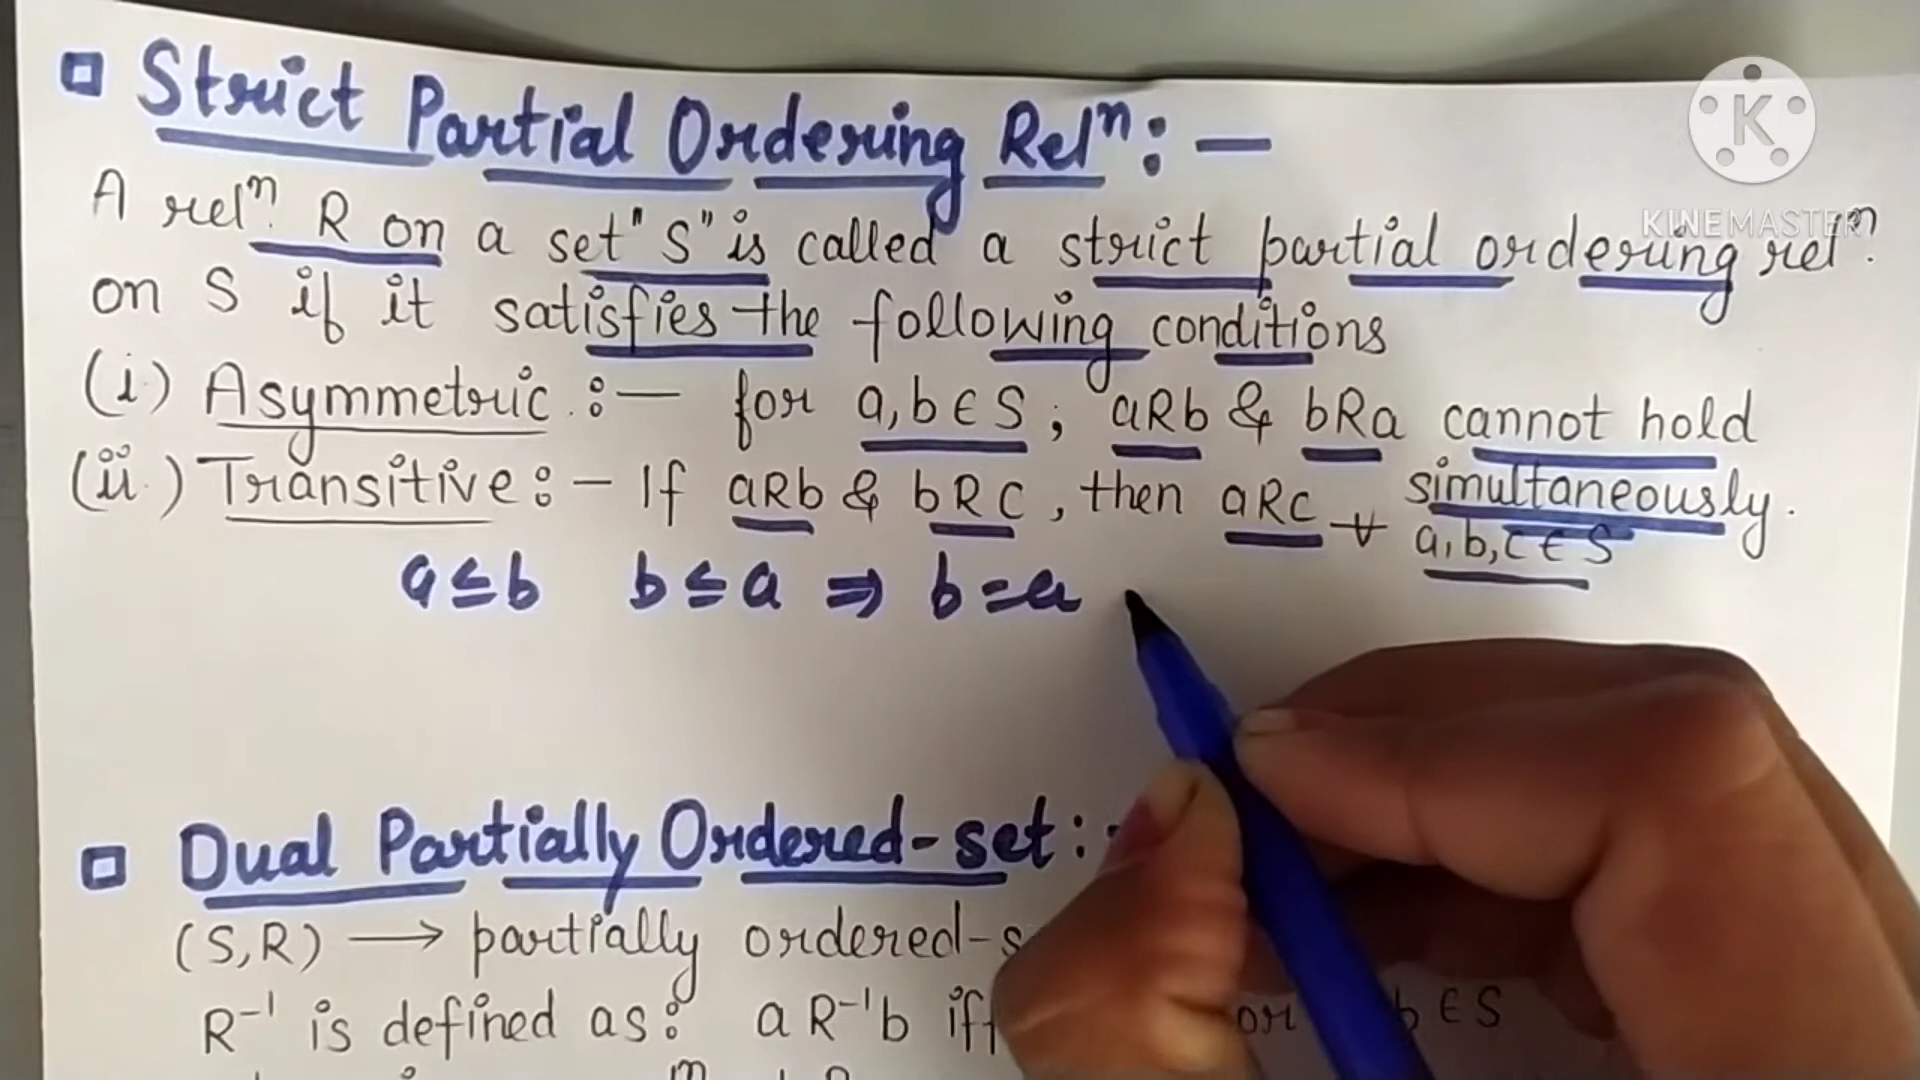 Strict Partial Ordering Relⁿ : —
K
KINEMASTER
A relⁿ. R on a set "S" is called a strict partial ordering relⁿ.
on S if it satisfies the following conditions
(i.) Asymmetric :— for a, b ∈ S ; aRb & bRa cannot hold
simultaneously.
(ii.) Transitive :— If aRb & bRc , then aRc ∀ a, b, c ∈ S
a ≤ b b ≤ a ⇒ b = a
Dual Partially Ordered-set : -
(S, R) → partially ordered-s
R⁻¹ is defined as : a R⁻¹ b iff b ∈ S